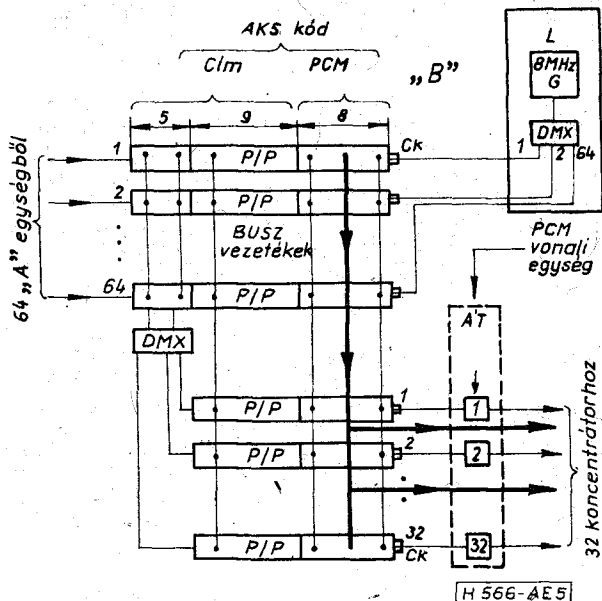 AKS. kód
Cím PCM
„B”
L
8MHz
G
5 9 8
DMX
1 2 64
Ck
1 P/P
2 P/P
BUSZ
vezetékek
64 P/P
64 „A” egységből
DMX
PCM
vonali
egység
ÁT
P/P 1 1
P/P 2 2
P/P 32 32
Ck
32 koncentrátorhoz
H 566-AE5